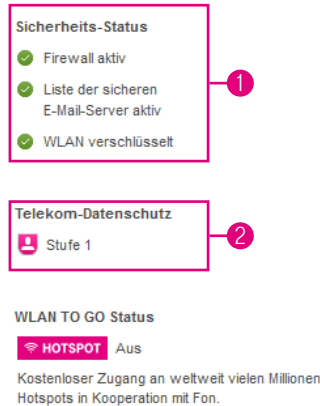 Sicherheits-Status
Firewall aktiv
Liste der sicheren
E-Mail-Server aktiv
WLAN verschlüsselt
1
Telekom-Datenschutz
Stufe 1
2
WLAN TO GO Status
HOTSPOT Aus
Kostenloser Zugang an weltweit vielen Millionen
Hotspots in Kooperation mit Fon.